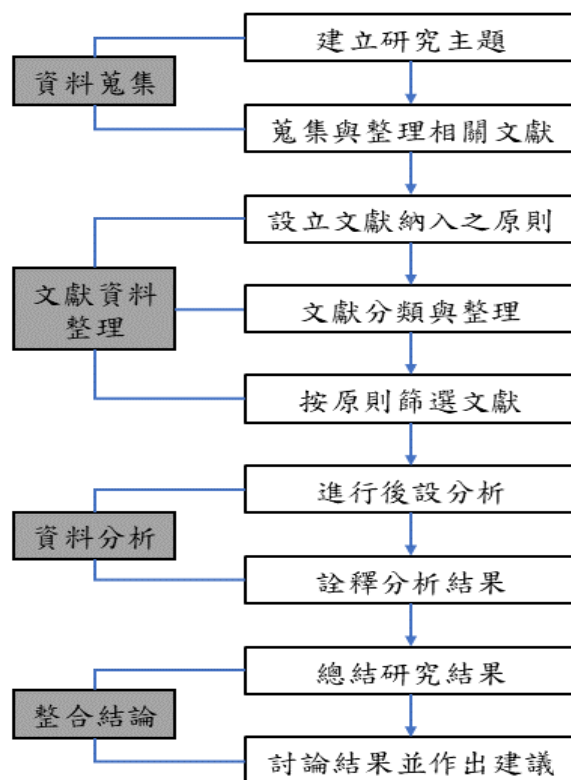 建立研究主題
資料蒐集
蒐集與整理相關文獻
設立文獻納入之原則
文獻資料
整理
文獻分類與整理
按原則篩選文獻
進行後設分析
資料分析
詮釋分析結果
總結研究結果
整合結論
討論結果並作出建議